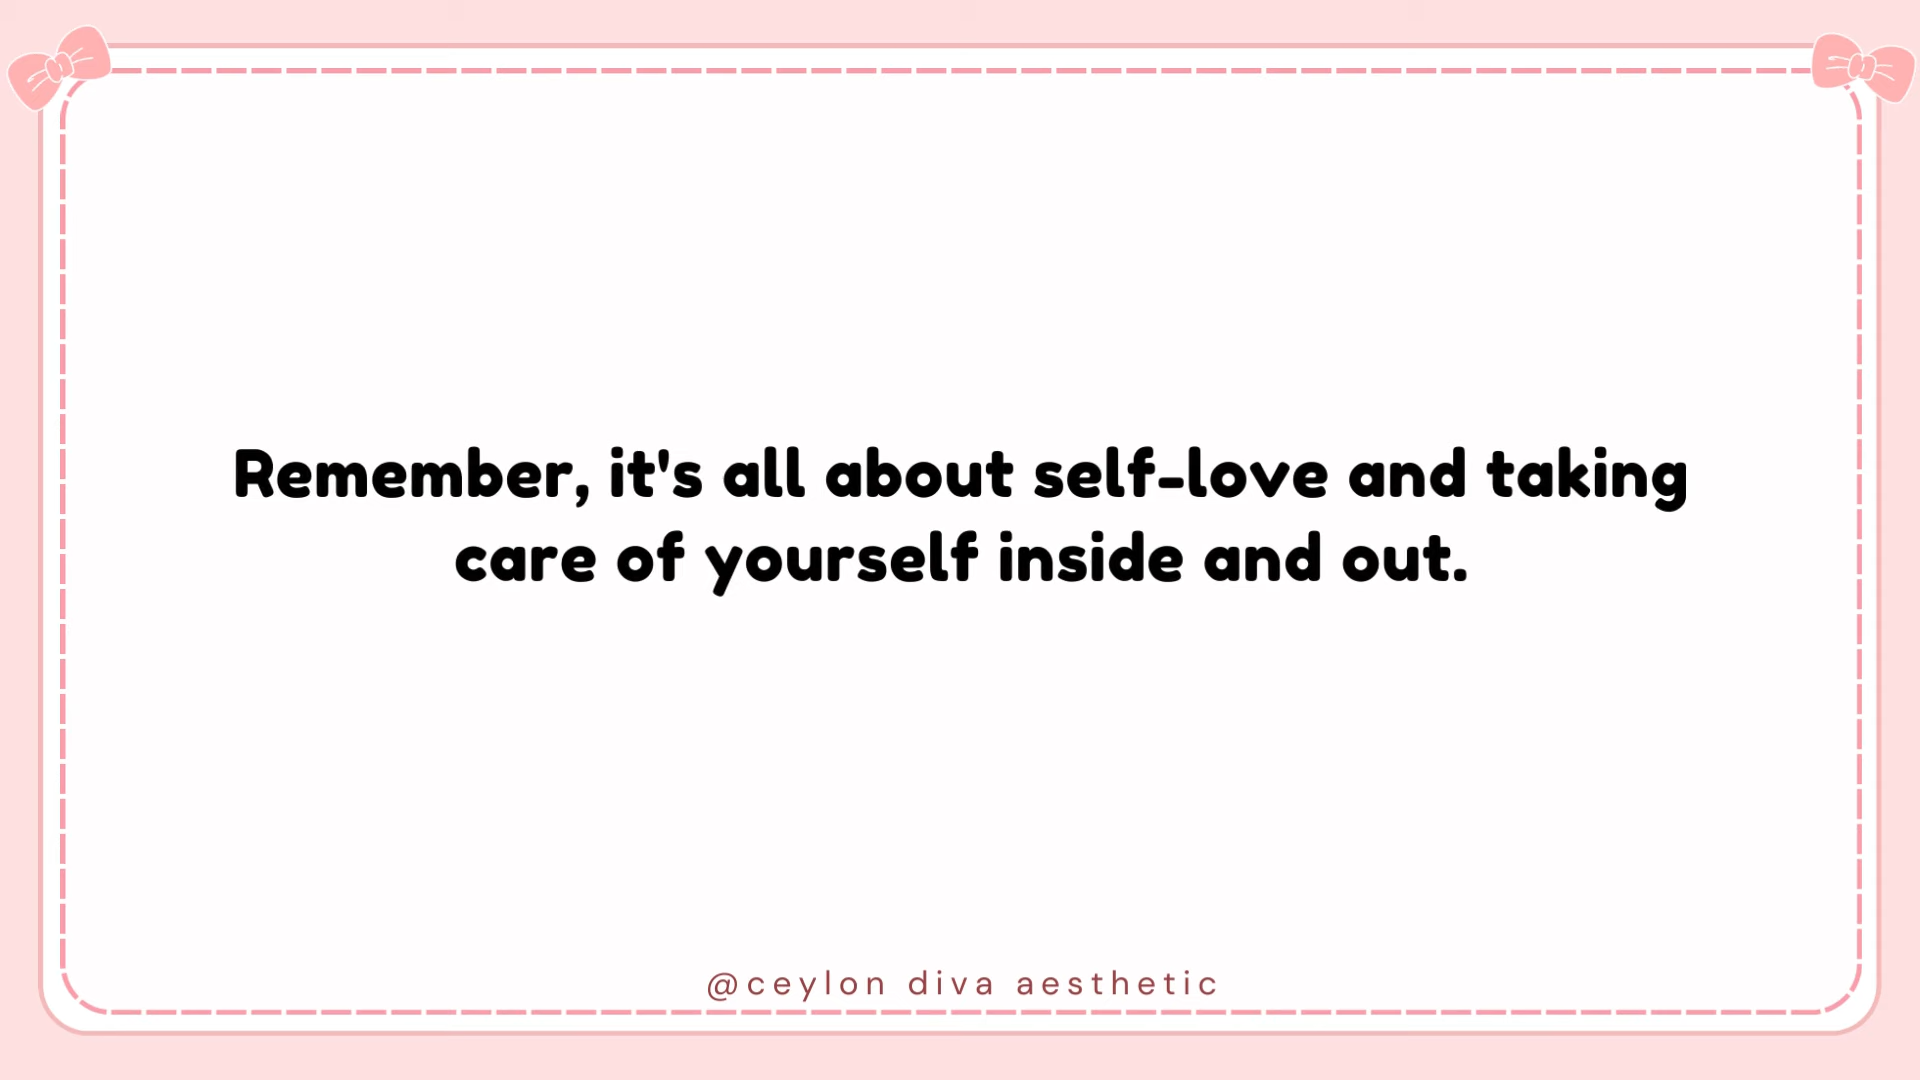 Remember, it's all about self-love and taking
care of yourself inside and out.
@ceylon diva aesthetic